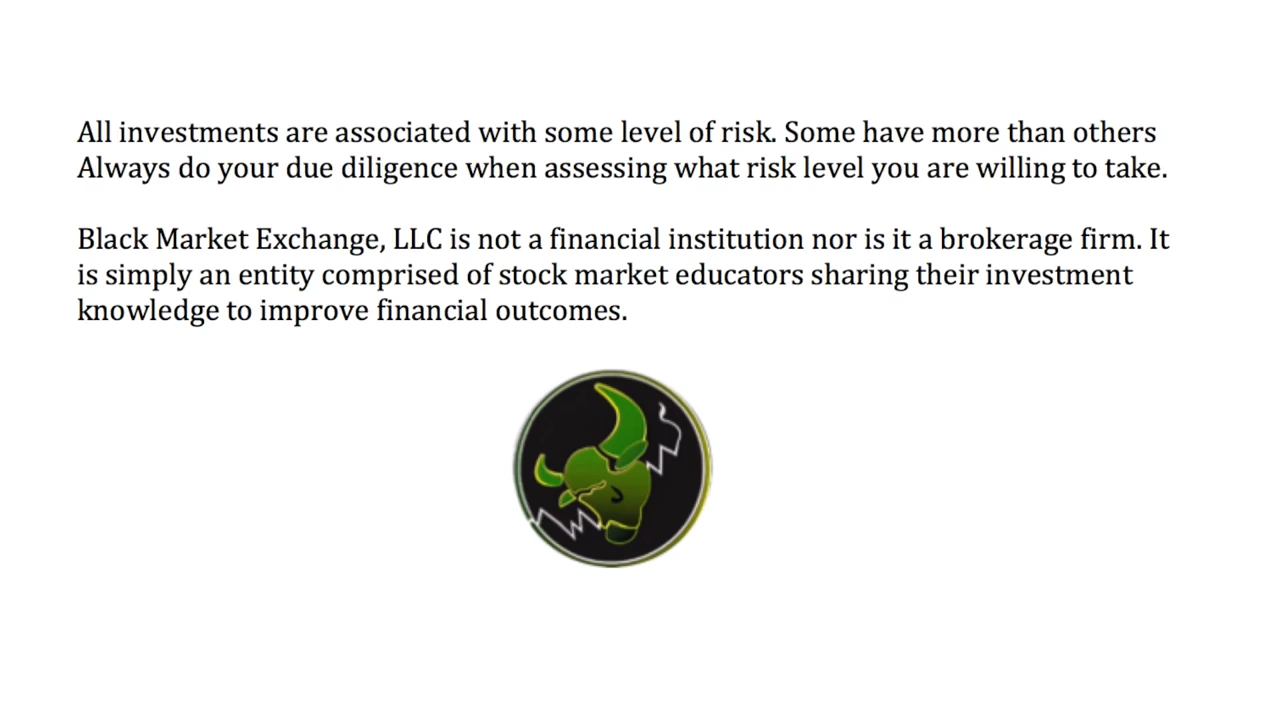 All investments are associated with some level of risk. Some have more than others
Always do your due diligence when assessing what risk level you are willing to take.
Black Market Exchange, LLC is not a financial institution nor is it a brokerage firm. It
is simply an entity comprised of stock market educators sharing their investment
knowledge to improve financial outcomes.